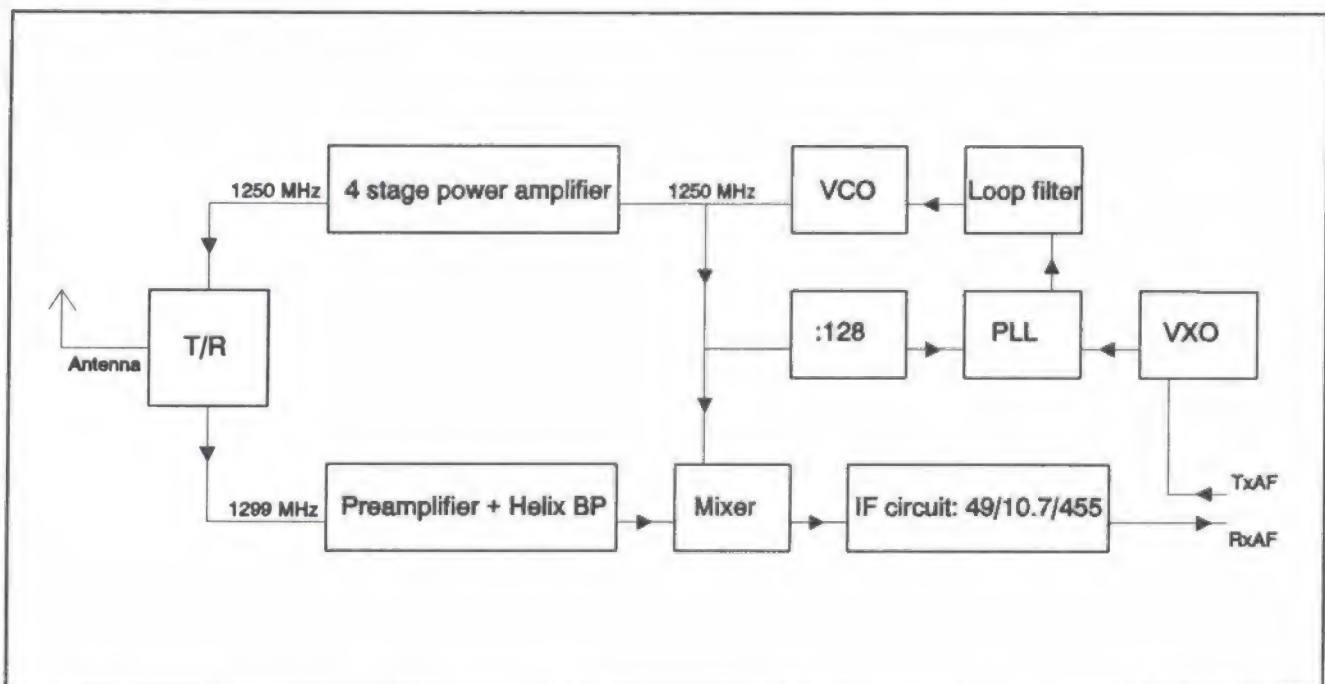 1250 MHz
4 stage power amplifier
1250 MHz
VCO
Loop filter
Antenna
T/R
:128
PLL
VXO
1299 MHz
Preamplifier + Helix BP
Mixer
IF circuit: 49/10.7/455
TxAF
RxAF